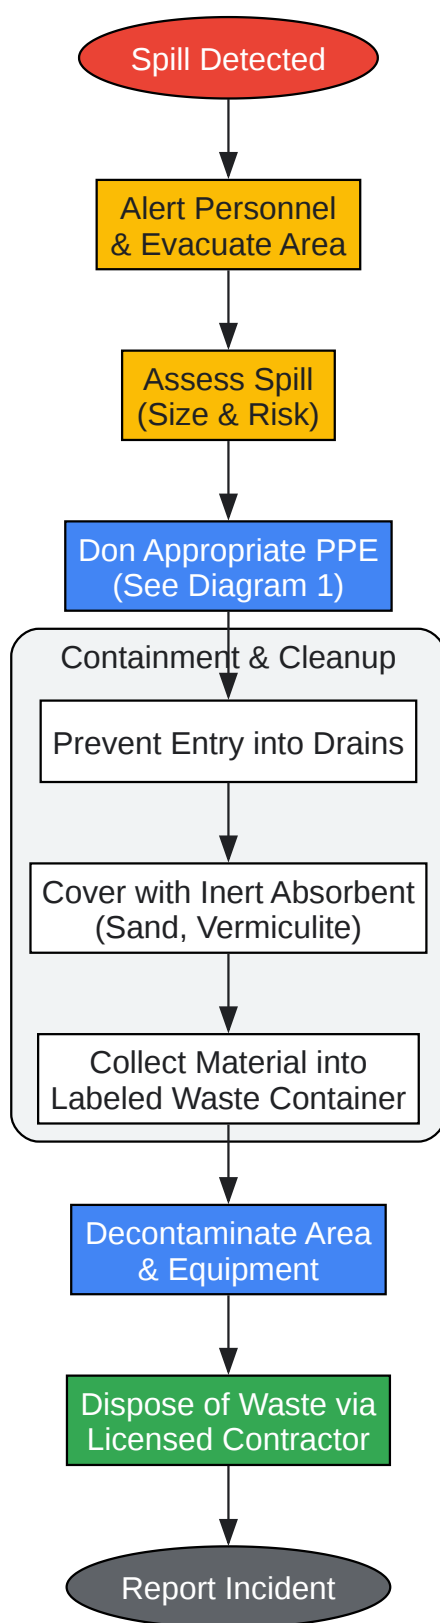 Spill Detected
Alert Personnel
& Evacuate Area
Assess Spill
(Size & Risk)
Don Appropriate PPE
(See Diagram 1)
Containment & Cleanup
Prevent Entry into Drains
Cover with Inert Absorbent
(Sand, Vermiculite)
Collect Material into
Labeled Waste Container
Decontaminate Area
& Equipment
Dispose of Waste via
Licensed Contractor
Report Incident